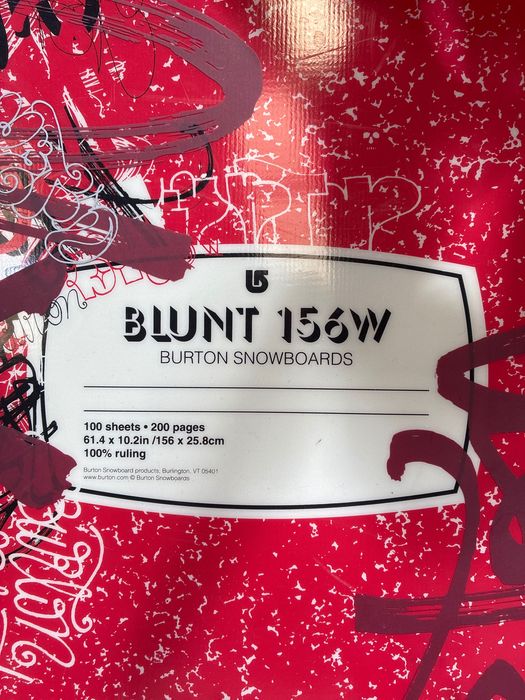 BLUNT 156W
BURTON SNOWBOARDS
100 sheets • 200 pages
61.4 x 10.2in /156 x 25.8cm
100% ruling
Burton Snowboard products, Burlington, VT 05401
www.burton.com © Burton Snowboards
Burton